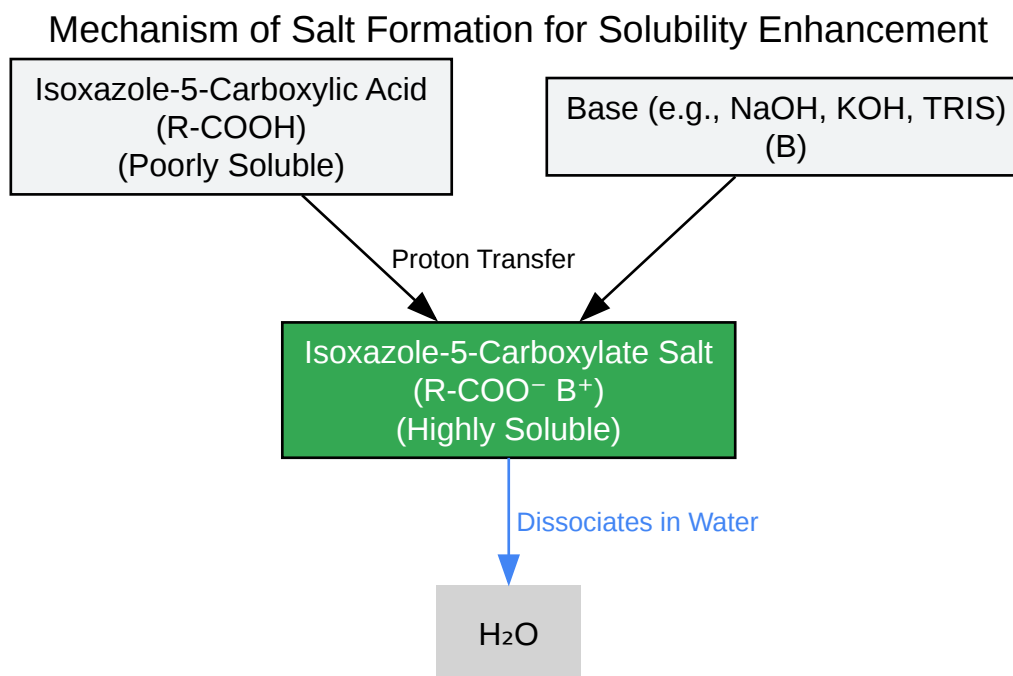 Mechanism of Salt Formation for Solubility Enhancement
Isoxazole-5-Carboxylic Acid
(R-COOH)
(Poorly Soluble)
Base (e.g., NaOH, KOH, TRIS)
(B)
Proton Transfer
Isoxazole-5-Carboxylate Salt
(R-COO⁻ B⁺)
(Highly Soluble)
Dissociates in Water
H₂O